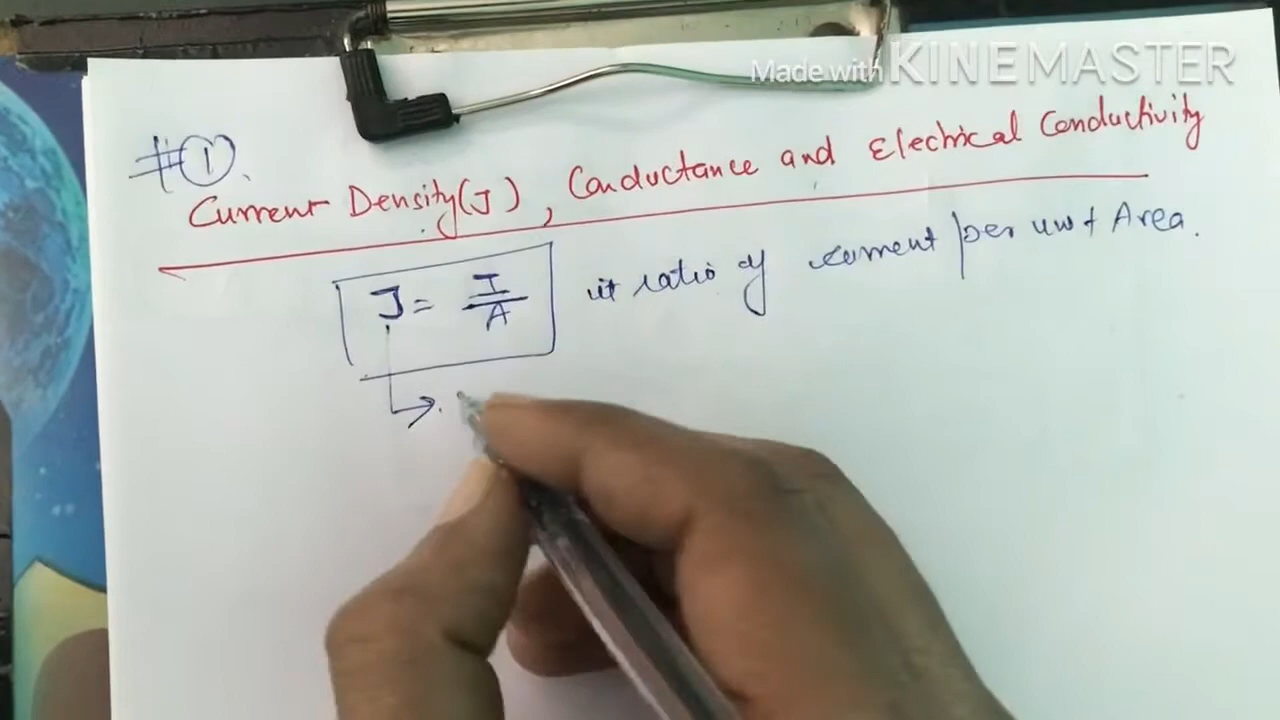 Made with KINEMASTER
#①.
Current Density(J), Conductance and Electrical Conductivity
J = I/A it ratio of current/per unit Area.